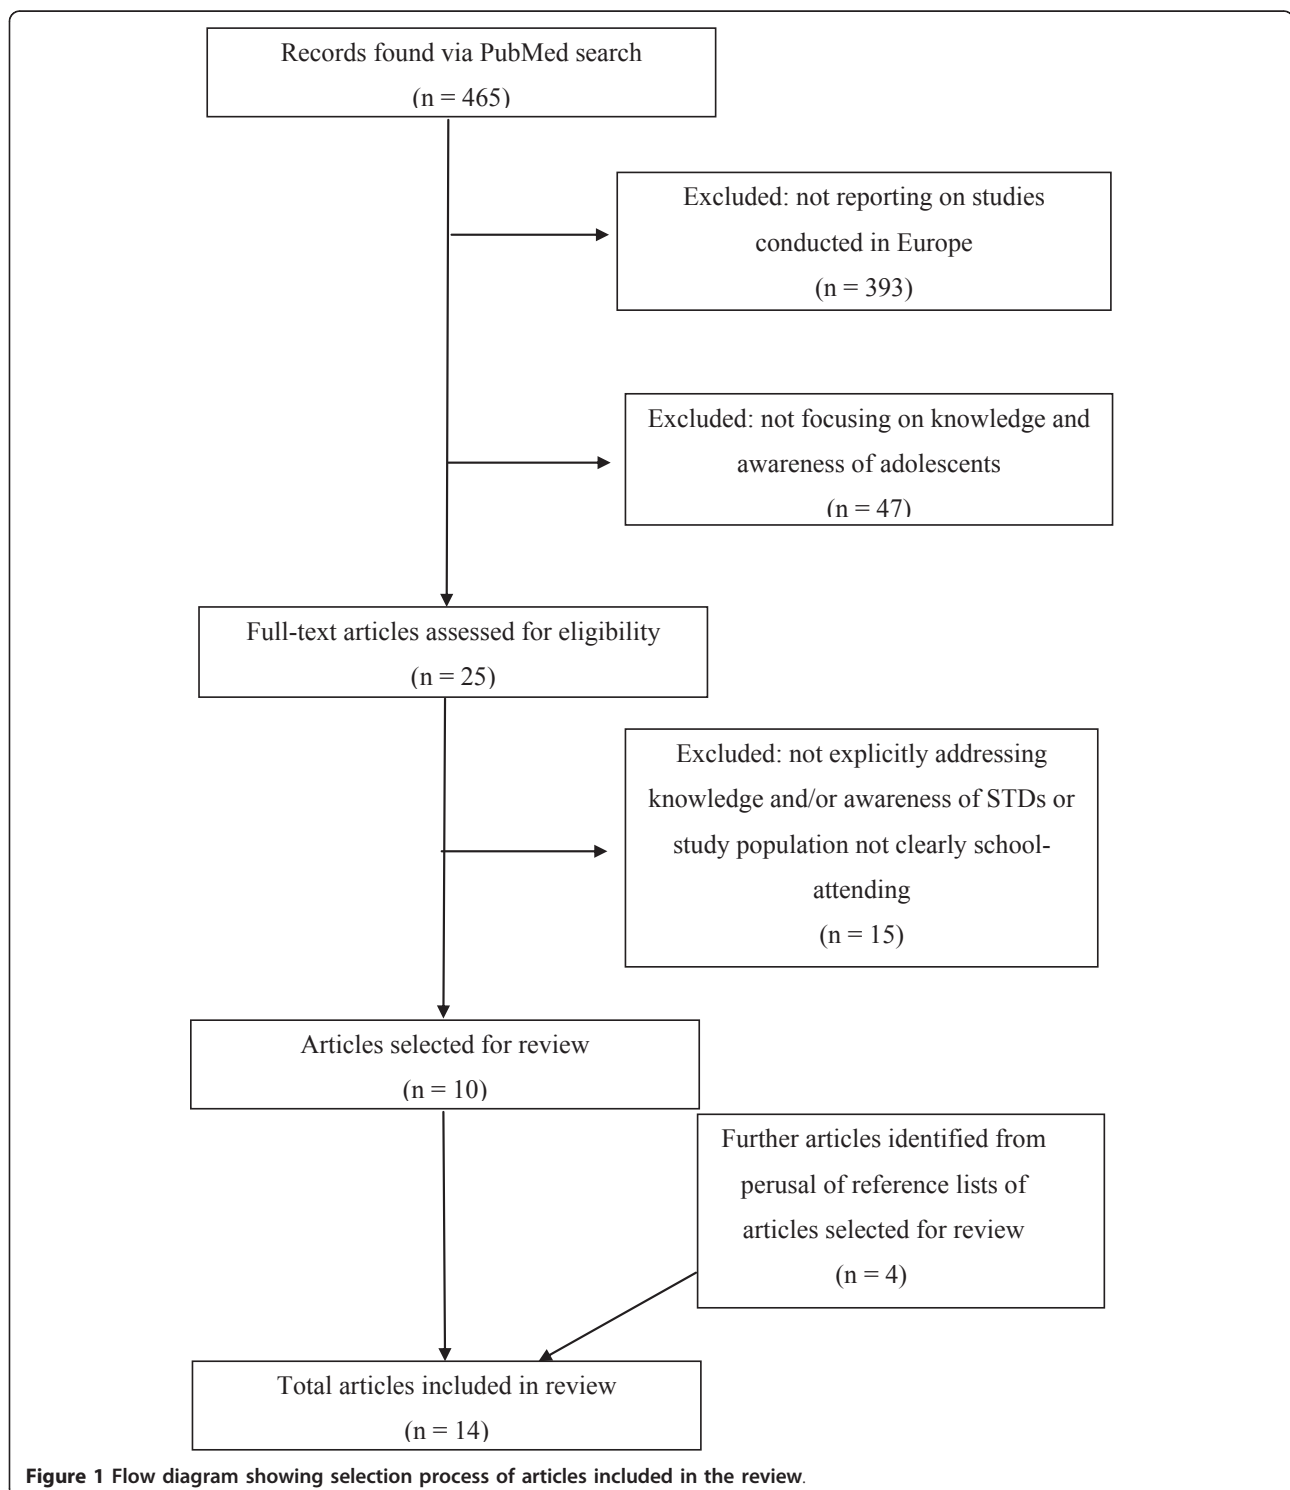 Records found via PubMed search
(n = 465)
Excluded: not reporting on studies
conducted in Europe
(n = 393)
Excluded: not focusing on knowledge and
awareness of adolescents
(n = 47)
Full-text articles assessed for eligibility
(n = 25)
Excluded: not explicitly addressing
knowledge and/or awareness of STDs or
study population not clearly school-
attending
(n = 15)
Articles selected for review
(n = 10)
Further articles identified from
perusal of reference lists of
articles selected for review
(n = 4)
Total articles included in review
(n = 14)
Figure 1 Flow diagram showing selection process of articles included in the review.